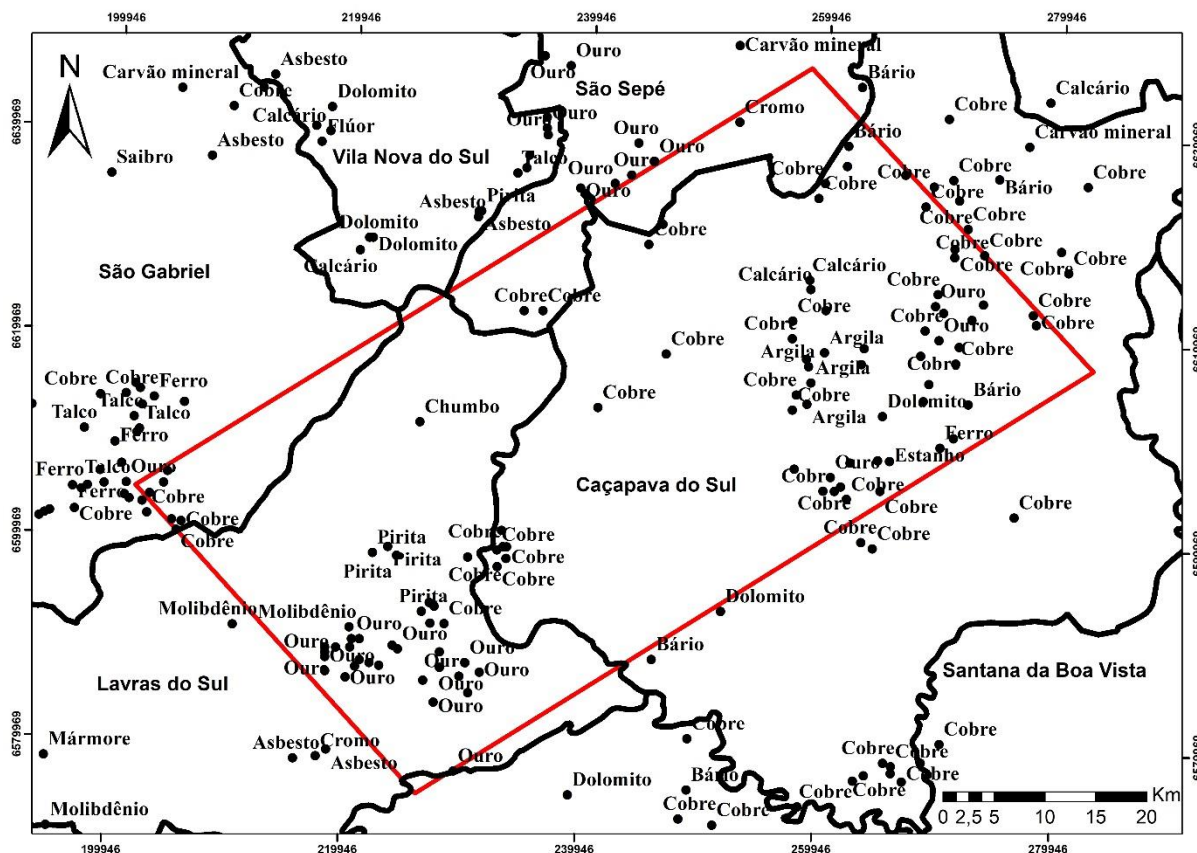 199946 219946 239946 259946 279946
N
Carvão mineral
Asbesto
Ouro
Ouro
São Sepé
Carvão mineral
Bário
Cobre
Dolomito
Calcário
Flúor
Cromo
Cobre
Calcário
6639969
Asbesto
Vila Nova do Sul
Ouro
Ouro
Ouro
Bário
Carvão mineral
6639969
Saibro
Talco
Ouro
Ouro
Ouro
Cobre
Cobre
Cobre
Cobre
Cobre
Bário
Cobre
Asbesto
Pirita
Asbesto
Ouro
Cobre
Cobre
Dolomito
Dolomito
Calcário
Cobre
Cobre
Cobre
Cobre
Cobre
Cobre
São Gabriel
Calcário
Calcário
Cobre
Cobre
Cobre
Cobre
Cobre
Ouro
Cobre
6619969
Cobre
Cobre
Ouro
Cobre
6619969
Cobre
Argila
Argila
Argila
Cobre
Cobre
Cobre
Cobre
Ferro
Cobre
Cobre
Bário
Talco
Talco
Cobre
Chumbo
Argila
Dolomito
Talco
Ferro
Ferro
Ferro
Talco
Ouro
Caçapava do Sul
Cobre
Ouro
Estanho
Ferro
Cobre
Cobre
Cobre
Cobre
Cobre
6599969
Cobre
Pirita
Cobre
Cobre
Cobre
Cobre
6599969
Pirita
Pirita
Cobre
Cobre
Cobre
Molibdênio
Molibdênio
Pirita
Cobre
Dolomito
Ouro
Ouro
Ouro
Ouro
Ouro
Ouro
Ouro
Ouro
Bário
Lavras do Sul
Ouro
Santana da Boa Vista
6579969
Mármore
Asbesto
Cromo
Asbesto
Ouro
Cobre
Cobre
Cobre
Cobre
6579969
Dolomito
Bário
Cobre
Cobre
Cobre
Cobre
Km
Molibdênio
0 2,5 5 10 15 20
199946 219946 239946 259946 279946